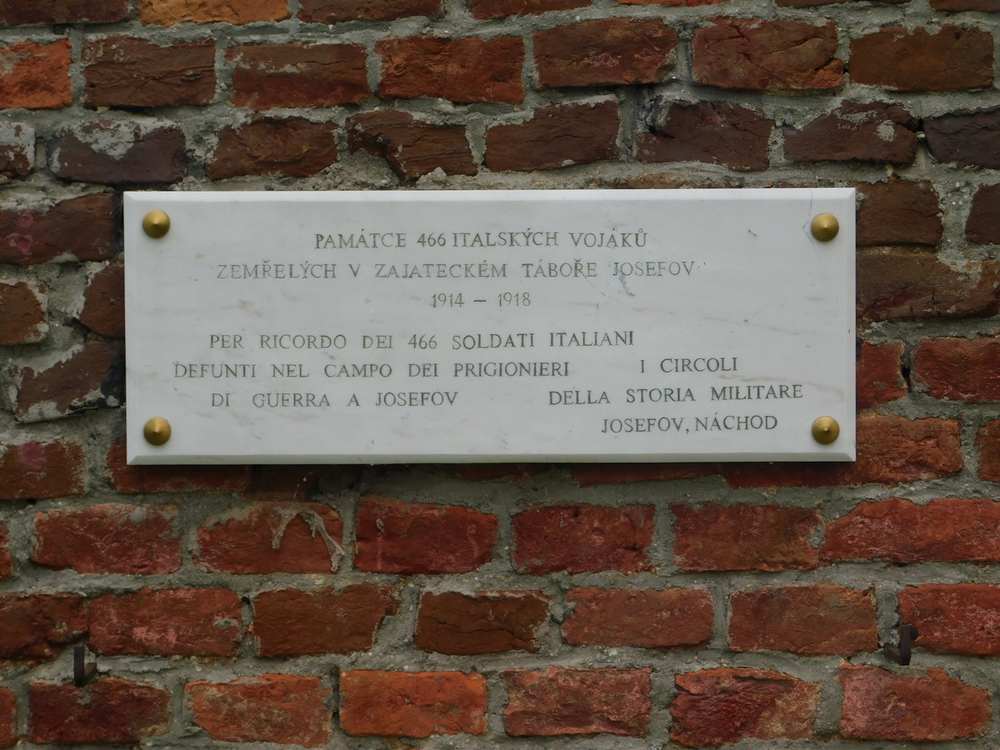 PAMÁTCE 466 ITALSKÝCH VOJÁKŮ
ZEMŘELÝCH V ZAJATECKÉM TÁBOŘE JOSEFOV
1914 – 1918
PER RICORDO DEI 466 SOLDATI ITALIANI
DEFUNTI NEL CAMPO DEI PRIGIONIERI
DI GUERRA A JOSEFOV
I CIRCOLI
DELLA STORIA MILITARE
JOSEFOV, NÁCHOD